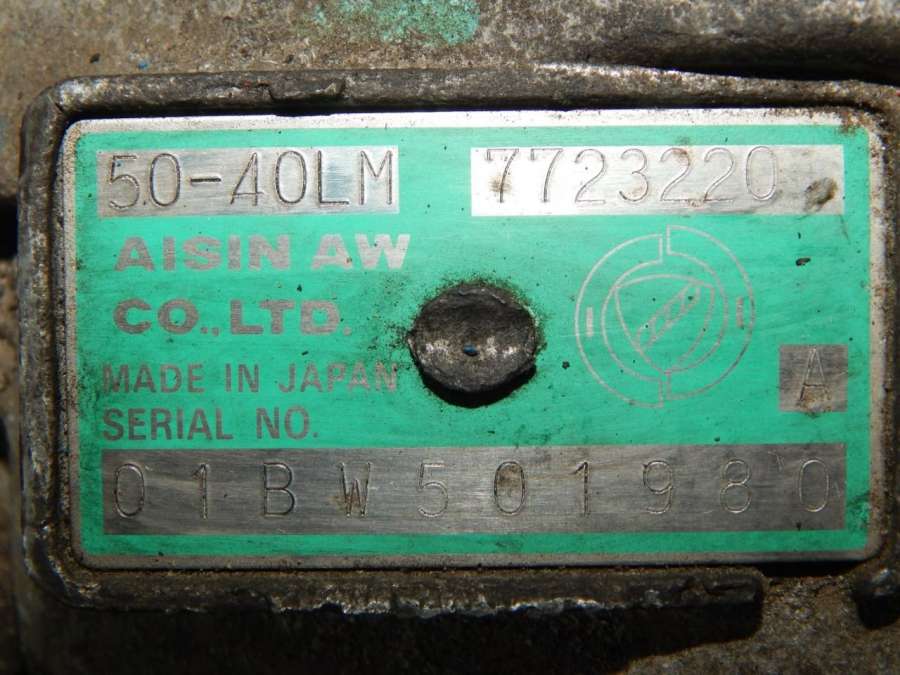 50-40LM 7723220
AISIN AW
CO., LTD.
MADE IN JAPAN
A
SERIAL NO.
01BW501980